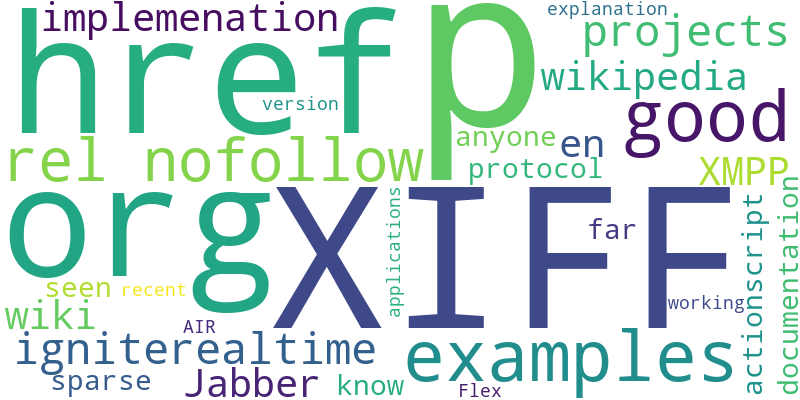 implemenation
explanation
href
p
projects
wikipedia
version
good
rel nofollow
anyone
en
protocol
XMPP
org
XIFF
applications
far
actionscript
documentation
seen
recent
working
wiki
AIR
igniterealtime
examples
sparse
Jabber
know
Flex